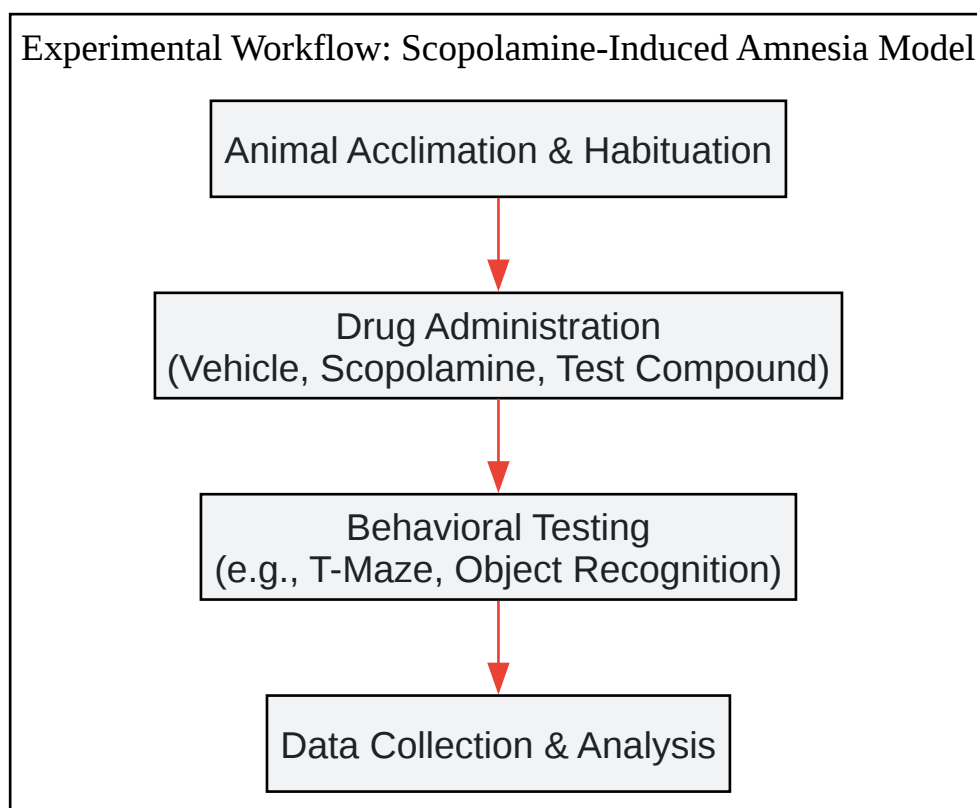 Experimental Workflow: Scopolamine-Induced Amnesia Model
Animal Acclimation & Habituation
Drug Administration
(Vehicle, Scopolamine, Test Compound)
Behavioral Testing
(e.g., T-Maze, Object Recognition)
Data Collection & Analysis